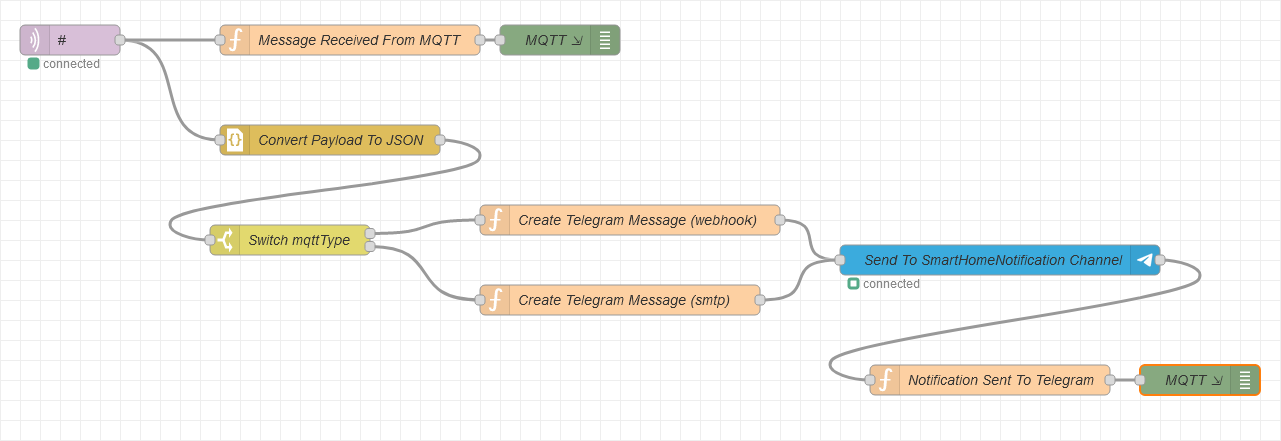 #
Message Received From MQTT
MQTT ⇲
connected
Convert Payload To JSON
Create Telegram Message (webhook)
Switch mqttType
Send To SmartHomeNotification Channel
connected
Create Telegram Message (smtp)
Notification Sent To Telegram
MQTT ⇲